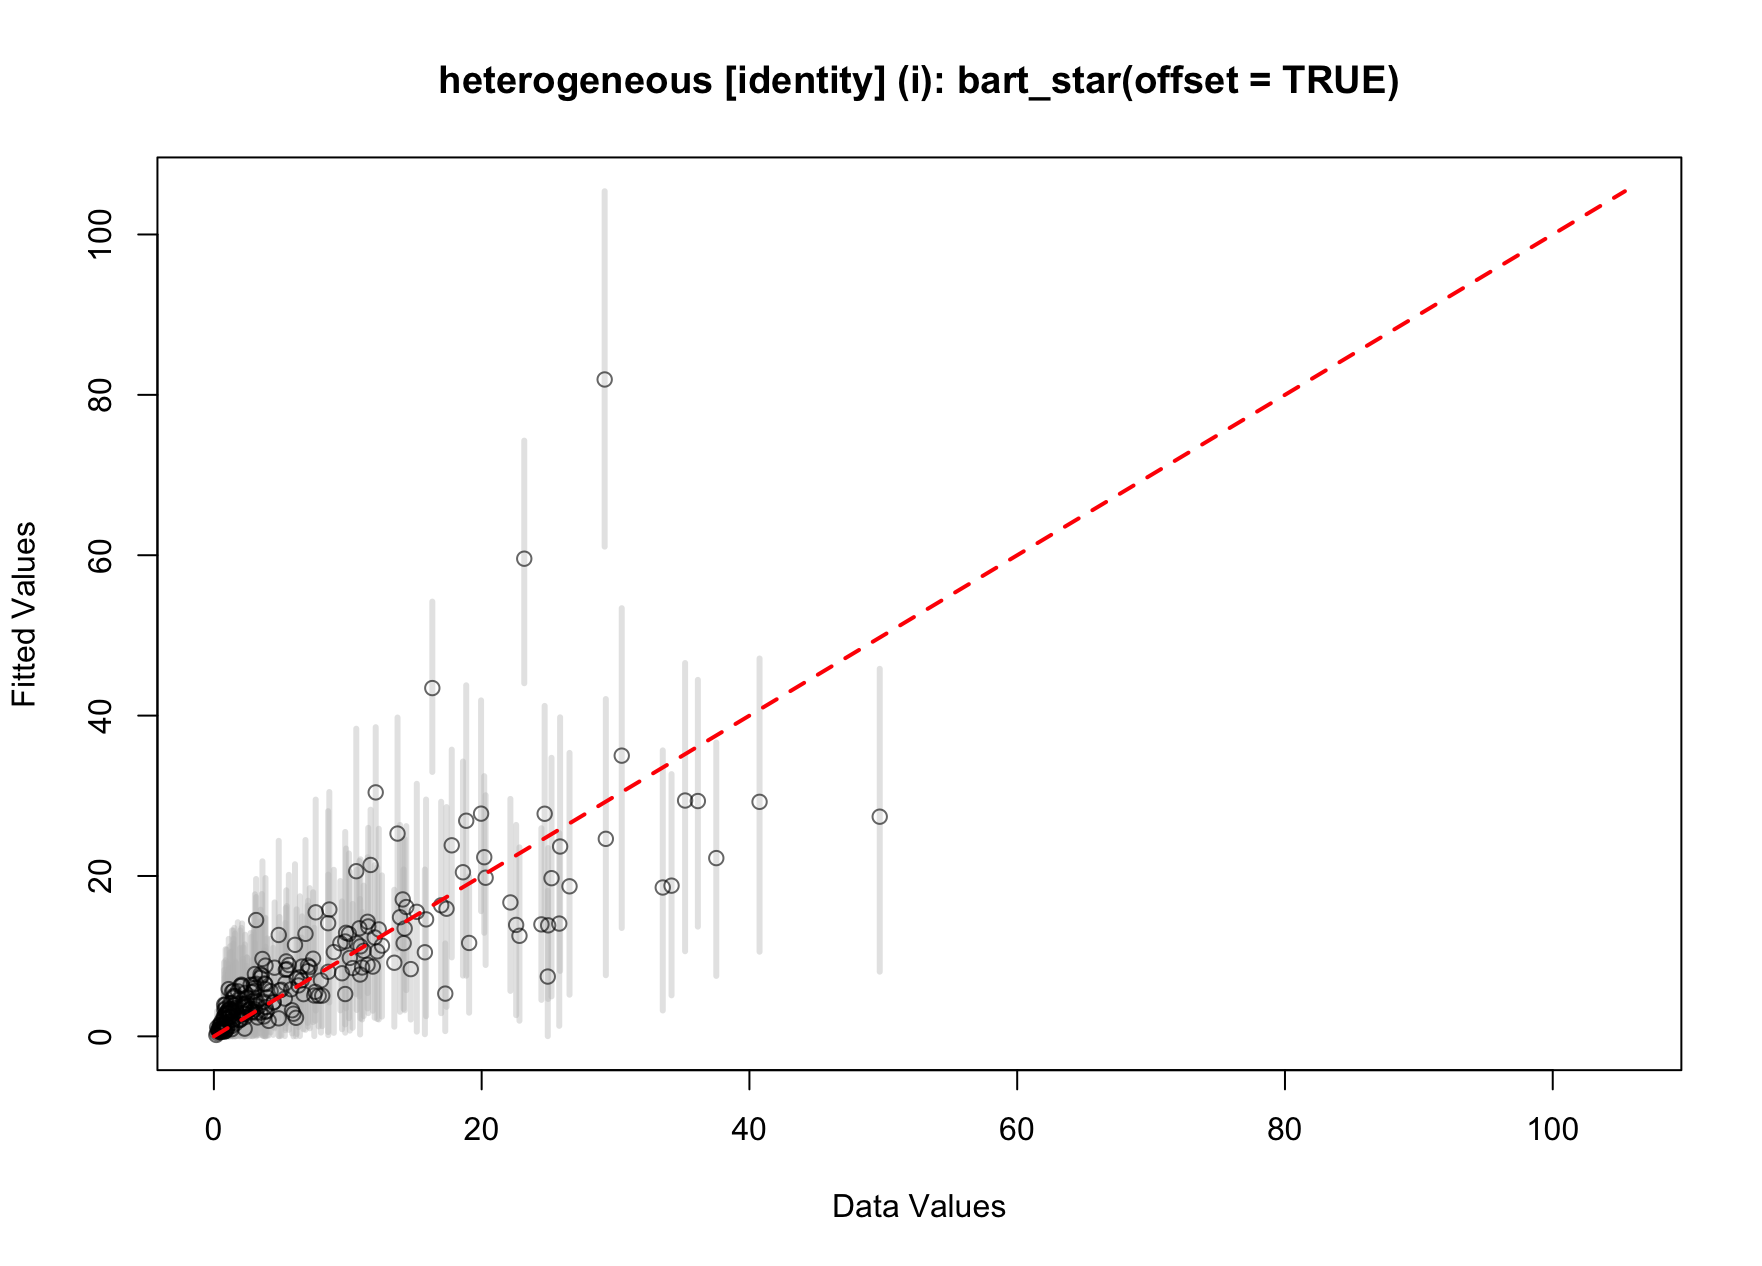 heterogeneous [identity] (i): bart_star(offset = TRUE)
Fitted Values
100
80
60
40
20
0
0 20 40 60 80 100
Data Values